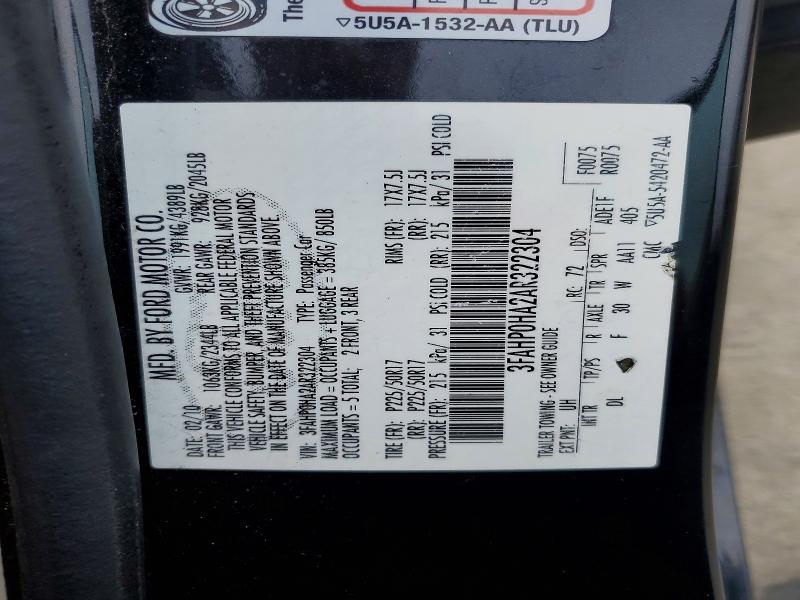 The
▽5U5A-1532-AA (TLU)
MFD. BY FORD MOTOR CO.
DATE: 02/10 GVWR: 1991KG/4389LB
FRONT GAWR: 1063KG/2344LB REAR GAWR: 928KG/2045LB
THIS VEHICLE CONFORMS TO ALL APPLICABLE FEDERAL MOTOR
VEHICLE SAFETY, BUMPER, AND THEFT PREVENTION STANDARDS
IN EFFECT ON THE DATE OF MANUFACTURE SHOWN ABOVE
VIN: 3FAHP0HA2AR322304 TYPE: Passenger Car
MAXIMUM LOAD = OCCUPANTS + LUGGAGE = 385KG/ 850LB
OCCUPANTS = 5 TOTAL: 2 FRONT, 3 REAR
TIRE (FR): P225/50R17 RIMS (FR): 17X7.5J
(RR): P225/50R17 (RR): 17X7.5J
PRESSURE (FR): 215 kPa/ 31 PSI COLD (RR): 215 kPa/ 31 PSI COLD
3FAHP0HA2AR322304
TRAILER TOWING - SEE OWNER GUIDE
F0075
R0075
EXT PNT: UH RC: 72 DSO:
INT TR TP/PS R AXLE TR SPR ADE1F
DL F 30 W AA11 405
CMC ▽5U5A-5420472-AA